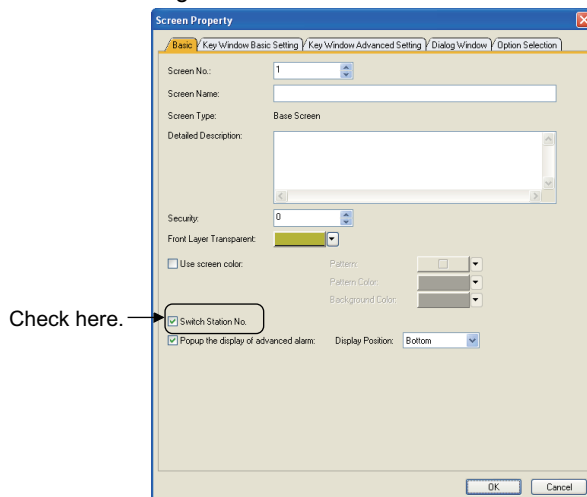 Screen Property
Basic Key Window Basic Setting Key Window Advanced Setting Dialog Window Option Selection
Screen No.: 1
Screen Name:
Screen Type: Base Screen
Detailed Description:
Security: 0
Front Layer Transparent:
Use screen color: Pattern:
Pattern Color:
Background Color:
Check here.
Switch Station No.
Popup the display of advanced alarm: Display Position: Bottom
OK Cancel